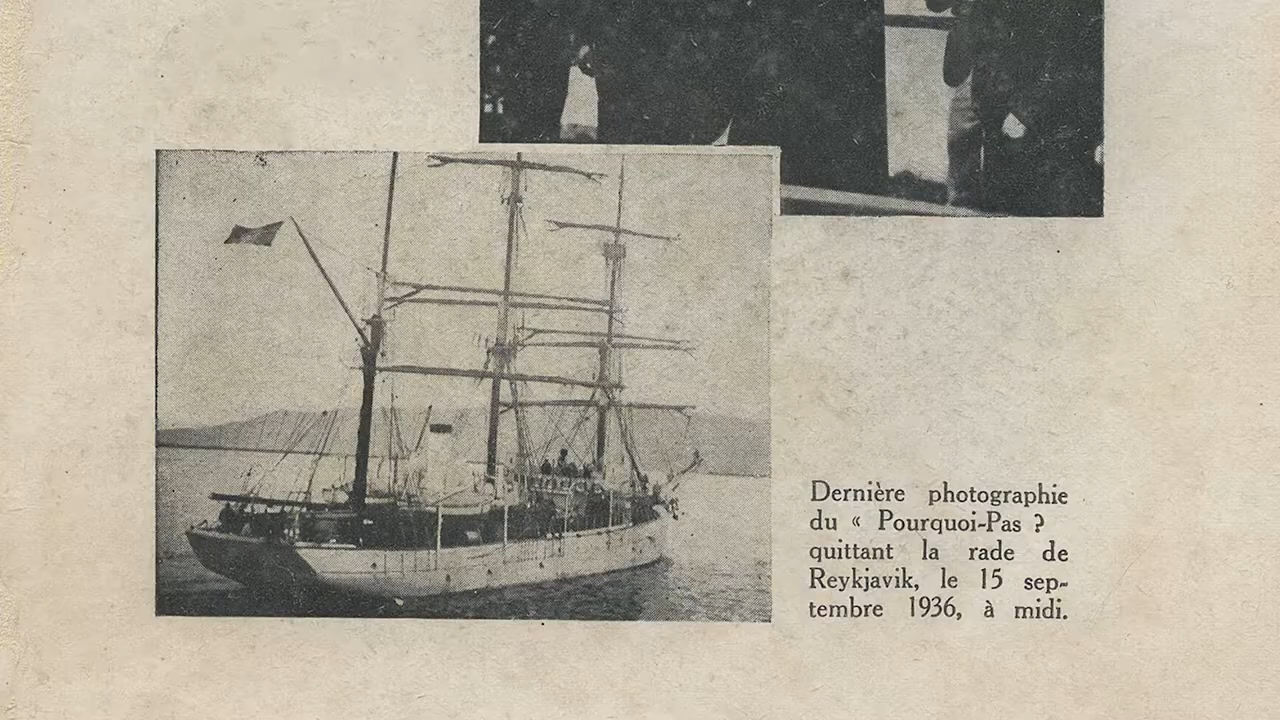 Dernière photographie
du « Pourquoi-Pas ?
quittant la rade de
Reykjavik, le 15 sep-
tembre 1936, à midi.